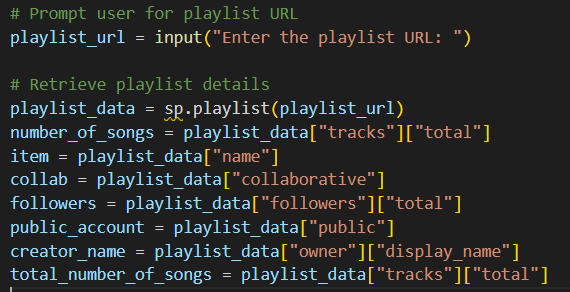 # Prompt user for playlist URL
playlist_url = input("Enter the playlist URL: ")
# Retrieve playlist details
playlist_data = sp.playlist(playlist_url)
number_of_songs = playlist_data["tracks"]["total"]
item = playlist_data["name"]
collab = playlist_data["collaborative"]
followers = playlist_data["followers"]["total"]
public_account = playlist_data["public"]
creator_name = playlist_data["owner"]["display_name"]
total_number_of_songs = playlist_data["tracks"]["total"]